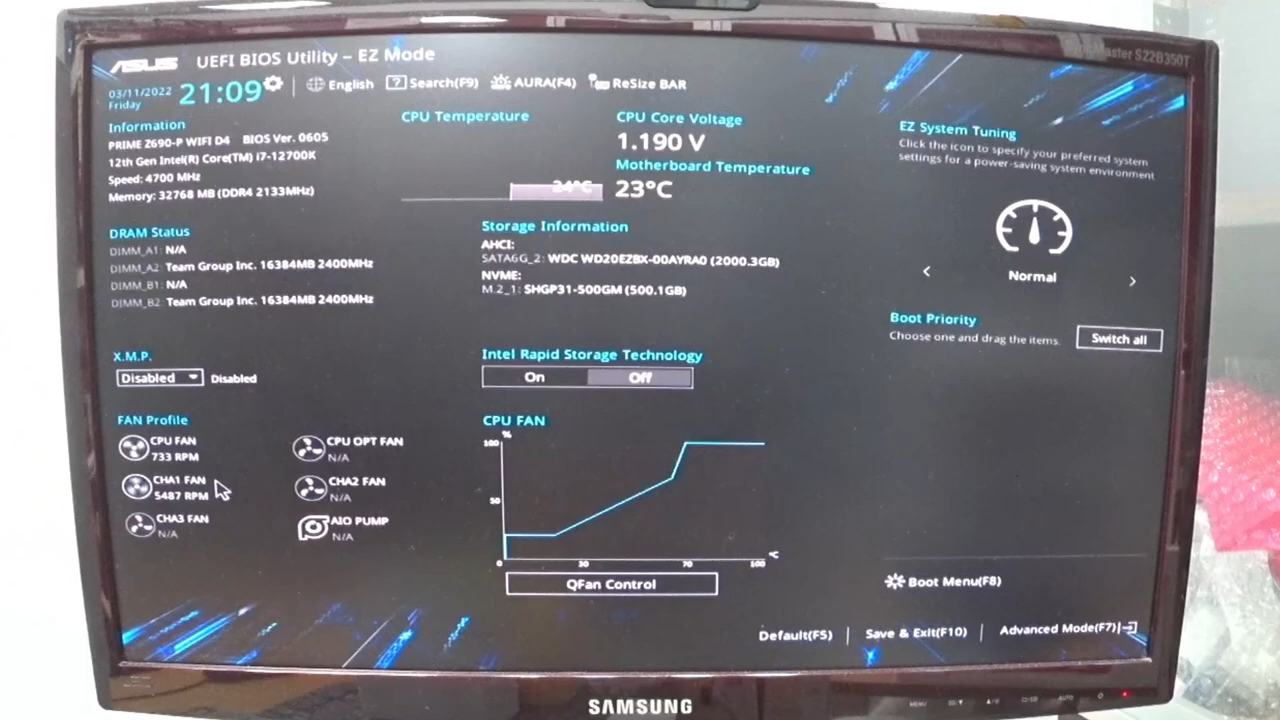 ASUS UEFI BIOS Utility – EZ Mode
03/11/2022
Friday
21:09
English
Search(F9)
AURA(F4)
ReSize BAR
Information
PRIME Z690-P WIFI D4 BIOS Ver. 0605
12th Gen Intel(R) Core(TM) i7-12700K
Speed: 4700 MHz
Memory: 32768 MB (DDR4 2133MHz)
CPU Temperature
24°C
CPU Core Voltage
1.190 V
Motherboard Temperature
23°C
EZ System Tuning
Click the icon to specify your preferred system
settings for a power-saving system environment
Normal
DRAM Status
DIMM_A1: N/A
DIMM_A2: Team Group Inc. 16384MB 2400MHz
DIMM_B1: N/A
DIMM_B2: Team Group Inc. 16384MB 2400MHz
Storage Information
AHCI:
SATA6G_2: WDC WD20EZBX-00AYRA0 (2000.3GB)
NVME:
M.2_1: SHGP31-500GM (500.1GB)
Boot Priority
Choose one and drag the items.
Switch all
X.M.P.
Disabled Disabled
Intel Rapid Storage Technology
On Off
FAN Profile
CPU FAN
733 RPM
CPU OPT FAN
N/A
CHA1 FAN
5487 RPM
CHA2 FAN
N/A
CHA3 FAN
N/A
AIO PUMP
N/A
CPU FAN
%
100
50
0 30 70 100
°C
QFan Control
Boot Menu(F8)
Default(F5)
Save & Exit(F10)
Advanced Mode(F7)
SAMSUNG
MENU
AUTO